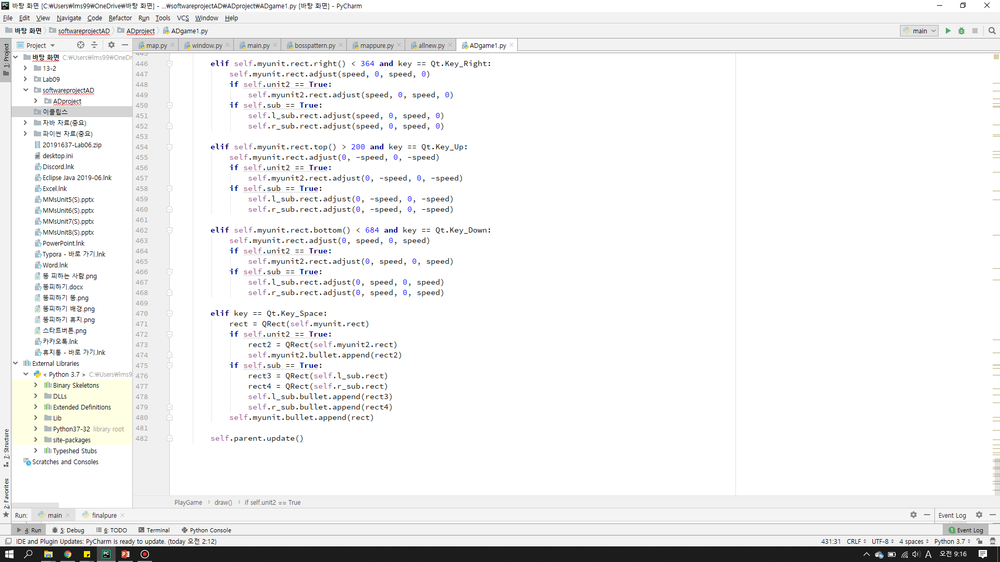 바탕 화면 [C:￦Users￦lms99￦OneDrive￦바탕 화면] - ...￦softwareprojectAD￦ADproject￦ADgame1.py [바탕 화면] - PyCharm
File Edit View Navigate Code Refactor Run Tools VCS Window Help
바탕 화면 softwareprojectAD ADproject ADgame1.py main
Project map.py window.py main.py bosspattern.py mappure.py allnew.py ADgame1.py
1: Project
7: Structure
2: Favorites
바탕 화면 C:￦Users￦lms99￦OneDr
13-2
Lab09
softwareprojectAD
ADproject
이클립스
자바 자료(중요)
파이썬 자료(중요)
20191637-Lab06.zip
desktop.ini
Discord.lnk
Eclipse Java 2019-06.lnk
Excel.lnk
MMsUnit5(S).pptx
MMsUnit6(S).pptx
MMsUnit7(S).pptx
MMsUnit8(S).pptx
PowerPoint.lnk
Typora - 바로 가기.lnk
Word.lnk
똥 피하는 사람.png
똥피하기.docx
똥피하기 똥.png
똥피하기 배경.png
똥피하기 휴지.png
스타트버튼.png
카카오톡.lnk
휴지통 - 바로 가기.lnk
External Libraries
< Python 3.7 > C:￦Users￦lms9
Binary Skeletons
DLLs
Extended Definitions
Lib
Python37-32 library root
site-packages
Typeshed Stubs
Scratches and Consoles
445
446 elif self.myunit.rect.right() < 364 and key == Qt.Key_Right:
447 self.myunit.rect.adjust(speed, 0, speed, 0)
448 if self.unit2 == True:
449 self.myunit2.rect.adjust(speed, 0, speed, 0)
450 if self.sub == True:
451 self.l_sub.rect.adjust(speed, 0, speed, 0)
452 self.r_sub.rect.adjust(speed, 0, speed, 0)
453
454 elif self.myunit.rect.top() > 200 and key == Qt.Key_Up:
455 self.myunit.rect.adjust(0, -speed, 0, -speed)
456 if self.unit2 == True:
457 self.myunit2.rect.adjust(0, -speed, 0, -speed)
458 if self.sub == True:
459 self.l_sub.rect.adjust(0, -speed, 0, -speed)
460 self.r_sub.rect.adjust(0, -speed, 0, -speed)
461
462 elif self.myunit.rect.bottom() < 684 and key == Qt.Key_Down:
463 self.myunit.rect.adjust(0, speed, 0, speed)
464 if self.unit2 == True:
465 self.myunit2.rect.adjust(0, speed, 0, speed)
466 if self.sub == True:
467 self.l_sub.rect.adjust(0, speed, 0, speed)
468 self.r_sub.rect.adjust(0, speed, 0, speed)
469
470 elif key == Qt.Key_Space:
471 rect = QRect(self.myunit.rect)
472 if self.unit2 == True:
473 rect2 = QRect(self.myunit2.rect)
474 self.myunit2.bullet.append(rect2)
475 if self.sub == True:
476 rect3 = QRect(self.l_sub.rect)
477 rect4 = QRect(self.r_sub.rect)
478 self.l_sub.bullet.append(rect3)
479 self.r_sub.bullet.append(rect4)
480 self.myunit.bullet.append(rect)
481
482 self.parent.update()
PlayGame draw() if self.unit2 == True
Run: main finalpure Event Log
4: Run 5: Debug 6: TODO Terminal Python Console 1 Event Log
IDE and Plugin Updates: PyCharm is ready to update. (today 오전 2:12) 431:31 CRLF UTF-8 4 spaces Python 3.7
A 오전 9:16